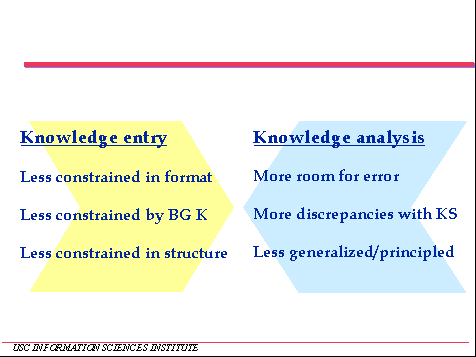 Knowledge entry
Less constrained in format
Less constrained by BG K
Less constrained in structure
Knowledge analysis
More room for error
More discrepancies with KS
Less generalized/principled
USC INFORMATION SCIENCES INSTITUTE